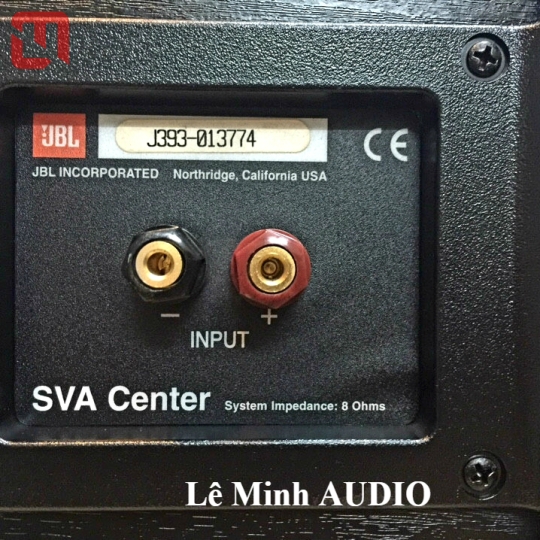 JBL
J393-013774
CE
JBL INCORPORATED Northridge, California USA
− +
INPUT
SVA Center System Impedance: 8 Ohms
Lê Minh AUDIO